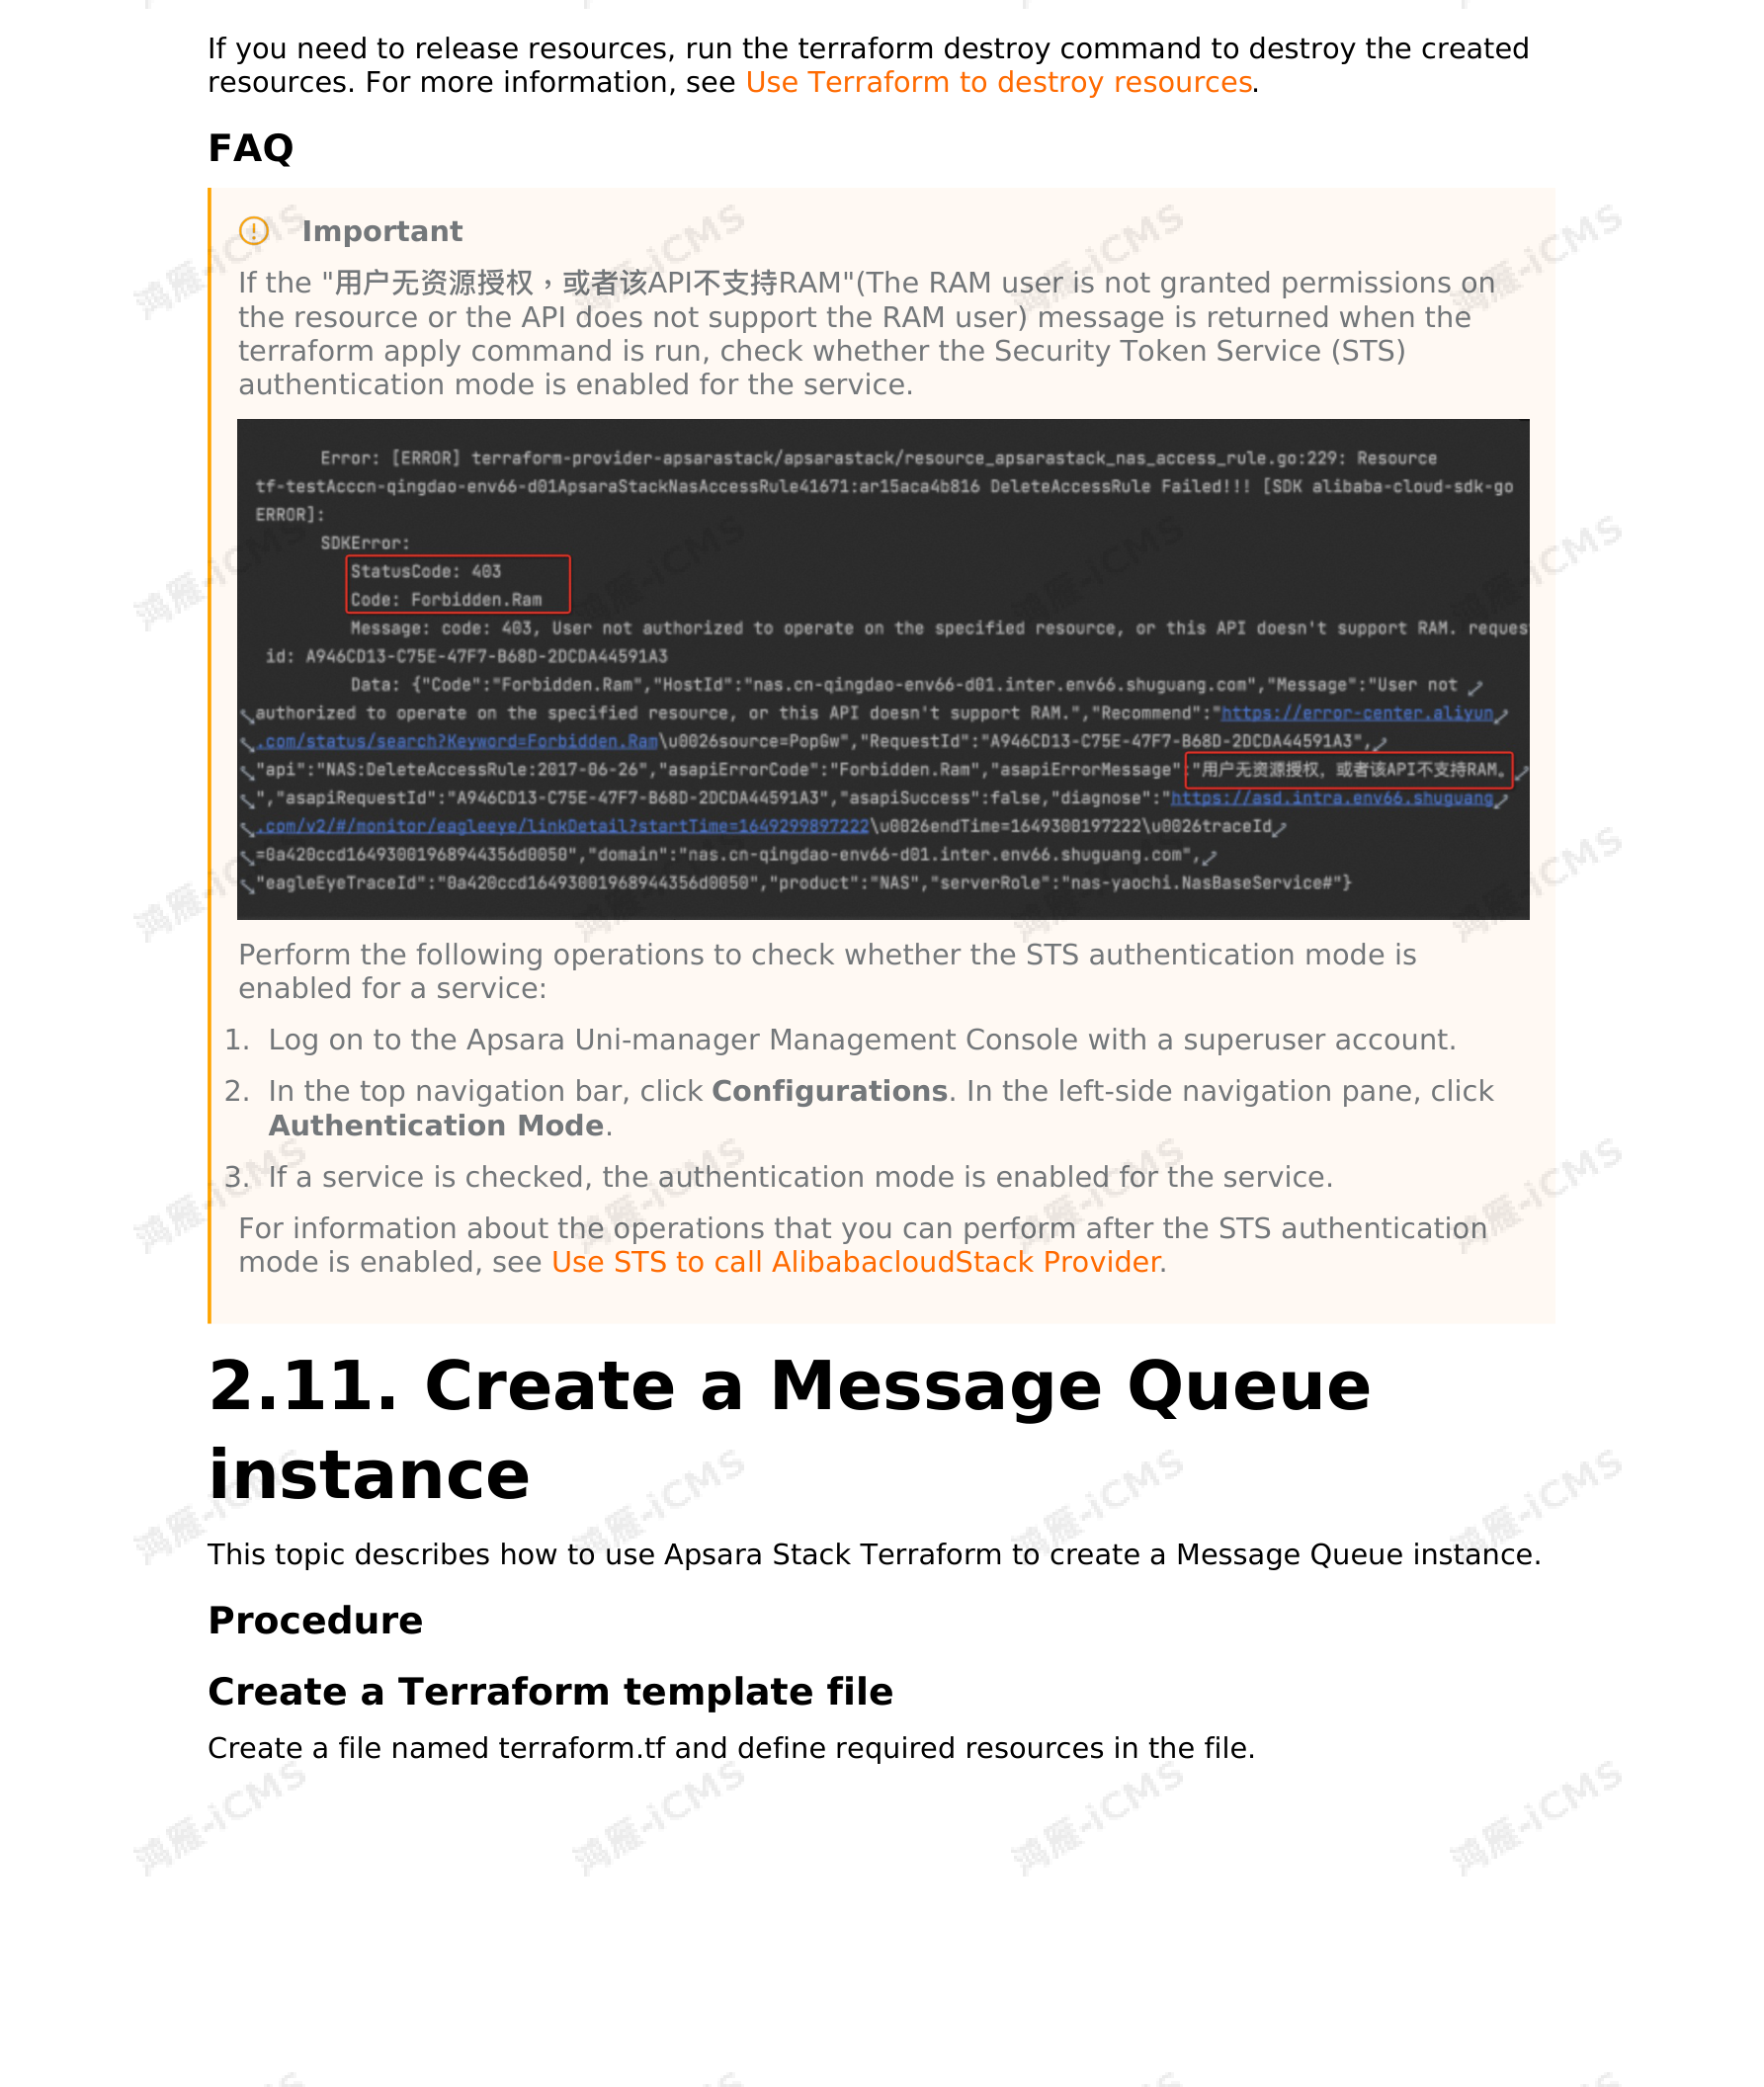 If you need to release resources, run the terraform destroy command to destroy the created
resources. For more information, see Use Terraform to destroy resources.
FAQ
Important
If the "用户无资源授权，或者该API不支持RAM"(The RAM user is not granted permissions on
the resource or the API does not support the RAM user) message is returned when the
terraform apply command is run, check whether the Security Token Service (STS)
authentication mode is enabled for the service.
Error: [ERROR] terraform-provider-apsarastack/apsarastack/resource_apsarastack_nas_access_rule.go:229: Resource
tf-testAcccn-qingdao-env66-d01ApsaraStackNasAccessRule41671:ar15aca4b816 DeleteAccessRule Failed!!! [SDK alibaba-cloud-sdk-go
ERROR]:
SDKError:
StatusCode: 403
Code: Forbidden.Ram
Message: code: 403, User not authorized to operate on the specified resource, or this API doesn't support RAM. reques
id: A946CD13-C75E-47F7-B68D-2DCDA44591A3
Data: {"Code":"Forbidden.Ram","HostId":"nas.cn-qingdao-env66-d01.inter.env66.shuguang.com","Message":"User not
authorized to operate on the specified resource, or this API doesn't support RAM.","Recommend":"https://error-center.aliyun
.com/status/search?Keyword=Forbidden.Ram\u0026source=PopGw","RequestId":"A946CD13-C75E-47F7-B68D-2DCDA44591A3",
"api":"NAS:DeleteAccessRule:2017-06-26","asapiErrorCode":"Forbidden.Ram","asapiErrorMessage":"用户无资源授权，或者该API不支持RAM。
","asapiRequestId":"A946CD13-C75E-47F7-B68D-2DCDA44591A3","asapiSuccess":false,"diagnose":"https://asd.intra.env66.shuguang
.com/v2/#/monitor/eagleeye/linkDetail?startTime=1649299897222\u0026endTime=1649300197222\u0026traceId
=0a420ccd16493001968944356d0050","domain":"nas.cn-qingdao-env66-d01.inter.env66.shuguang.com",
"eagleEyeTraceId":"0a420ccd16493001968944356d0050","product":"NAS","serverRole":"nas-yaochi.NasBaseService#"}
Perform the following operations to check whether the STS authentication mode is
enabled for a service:
1. Log on to the Apsara Uni-manager Management Console with a superuser account.
2. In the top navigation bar, click Configurations. In the left-side navigation pane, click
Authentication Mode.
3. If a service is checked, the authentication mode is enabled for the service.
For information about the operations that you can perform after the STS authentication
mode is enabled, see Use STS to call AlibabacloudStack Provider.
2.11. Create a Message Queue
instance
This topic describes how to use Apsara Stack Terraform to create a Message Queue instance.
Procedure
Create a Terraform template file
Create a file named terraform.tf and define required resources in the file.
鸿雁-iCMS